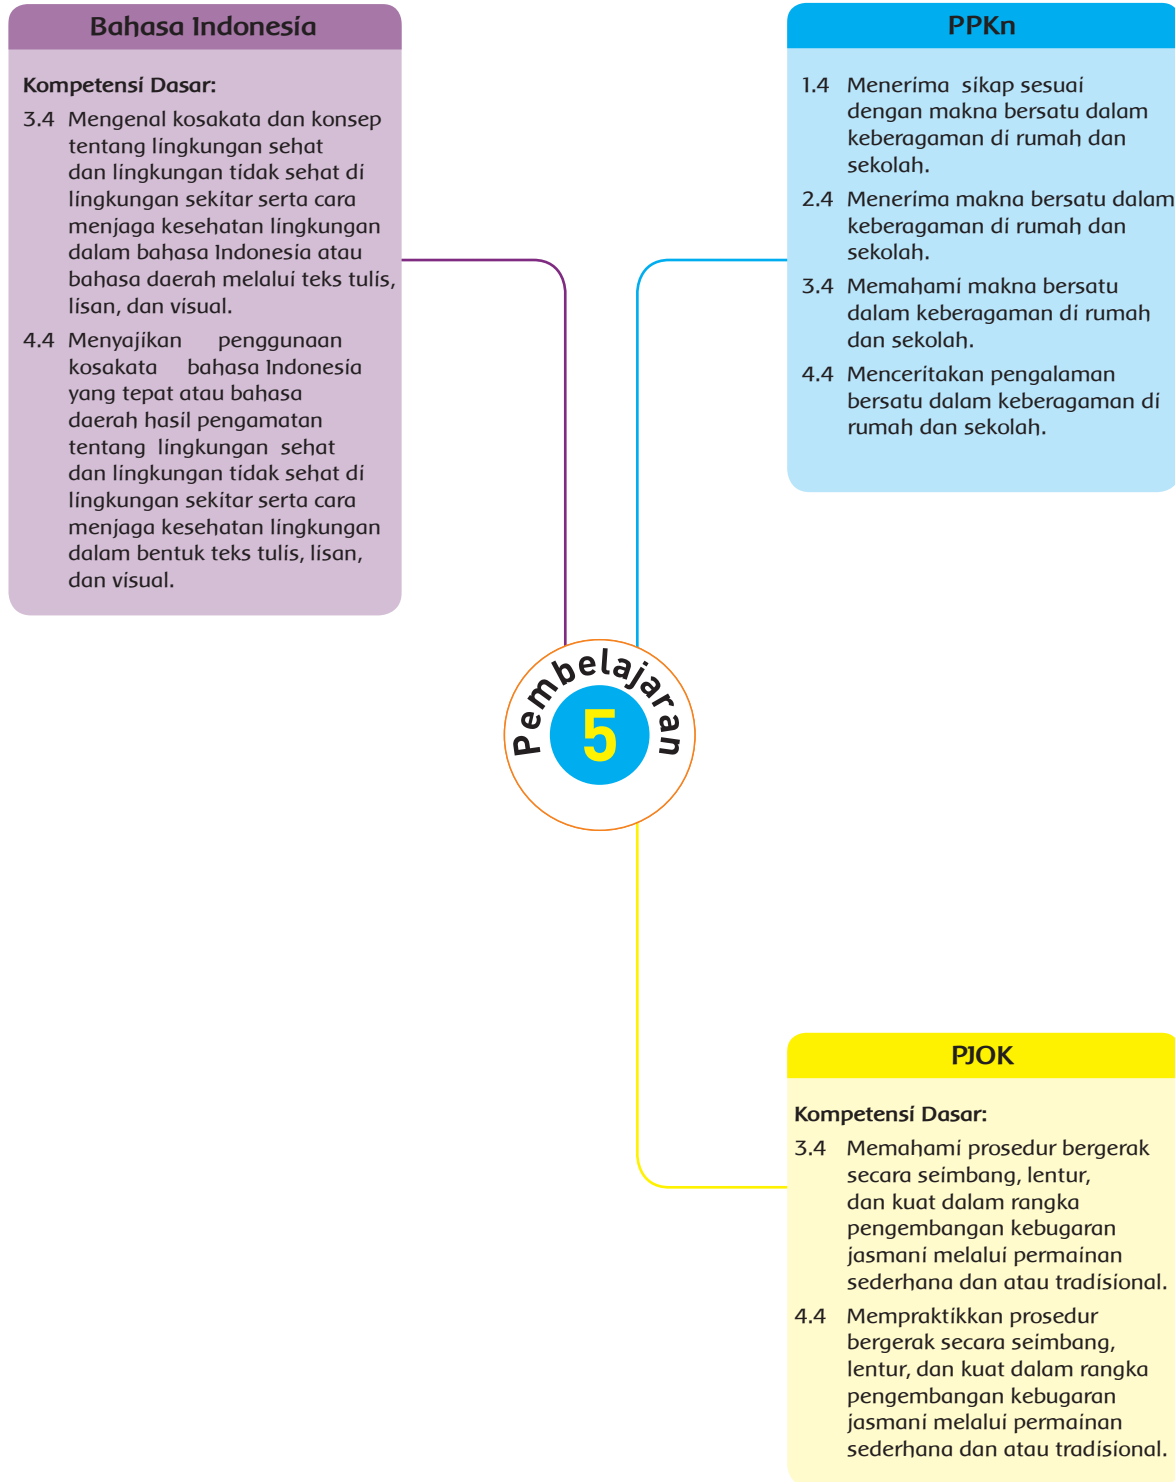 Bahasa Indonesia
Kompetensi Dasar:
3.4 Mengenal kosakata dan konsep
tentang lingkungan sehat
dan lingkungan tidak sehat di
lingkungan sekitar serta cara
menjaga kesehatan lingkungan
dalam bahasa Indonesia atau
bahasa daerah melalui teks tulis,
lisan, dan visual.
4.4 Menyajikan penggunaan
kosakata bahasa Indonesia
yang tepat atau bahasa
daerah hasil pengamatan
tentang lingkungan sehat
dan lingkungan tidak sehat di
lingkungan sekitar serta cara
menjaga kesehatan lingkungan
dalam bentuk teks tulis, lisan,
dan visual.
PPKn
1.4 Menerima sikap sesuai
dengan makna bersatu dalam
keberagaman di rumah dan
sekolah.
2.4 Menerima makna bersatu dalam
keberagaman di rumah dan
sekolah.
3.4 Memahami makna bersatu
dalam keberagaman di rumah
dan sekolah.
4.4 Menceritakan pengalaman
bersatu dalam keberagaman di
rumah dan sekolah.
Pembelajaran
5
PJOK
Kompetensi Dasar:
3.4 Memahami prosedur bergerak
secara seimbang, lentur,
dan kuat dalam rangka
pengembangan kebugaran
jasmani melalui permainan
sederhana dan atau tradisional.
4.4 Mempraktikkan prosedur
bergerak secara seimbang,
lentur, dan kuat dalam rangka
pengembangan kebugaran
jasmani melalui permainan
sederhana dan atau tradisional.